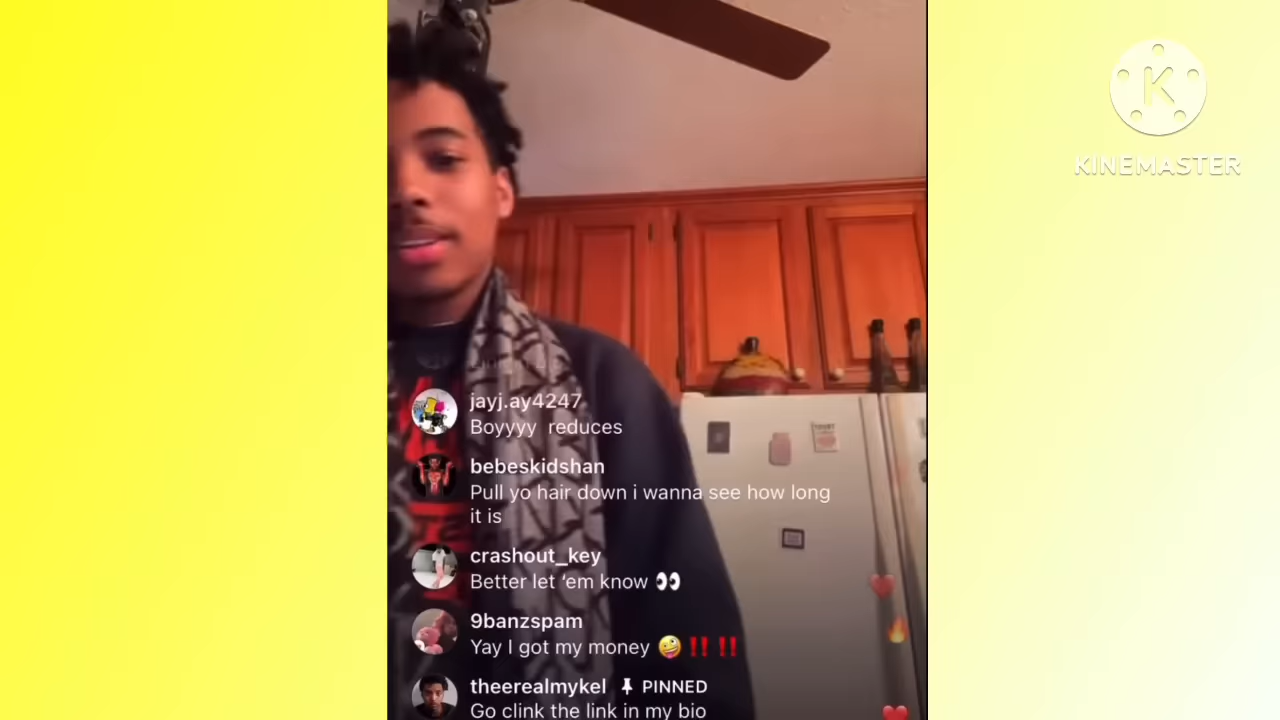 KINEMASTER
jayj.ay4247
Boyyyy reduces
bebeskidshan
Pull yo hair down i wanna see how long
it is
crashout_key
Better let ‘em know 👀
9banzspam
Yay I got my money 🤪‼️‼️
theerealmykel 📌 PINNED
Go clink the link in my bio